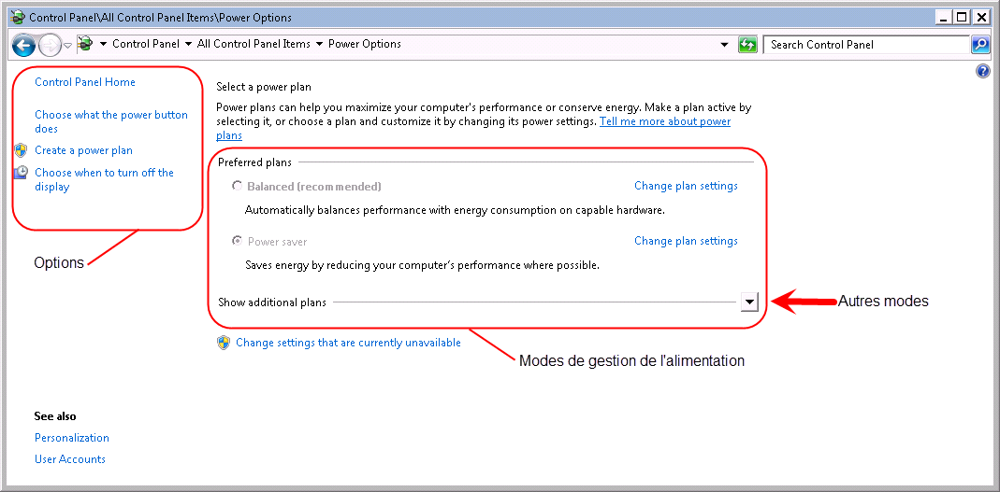 Control Panel\All Control Panel Items\Power Options
Control Panel All Control Panel Items Power Options
Search Control Panel
Control Panel Home
Choose what the power button
does
Create a power plan
Choose when to turn off the
display
Options
Select a power plan
Power plans can help you maximize your computer's performance or conserve energy. Make a plan active by
selecting it, or choose a plan and customize it by changing its power settings. Tell me more about power
plans
Preferred plans
Balanced (recommended) Change plan settings
Automatically balances performance with energy consumption on capable hardware.
Power saver Change plan settings
Saves energy by reducing your computer's performance where possible.
Show additional plans
Autres modes
Change settings that are currently unavailable
Modes de gestion de l'alimentation
See also
Personalization
User Accounts